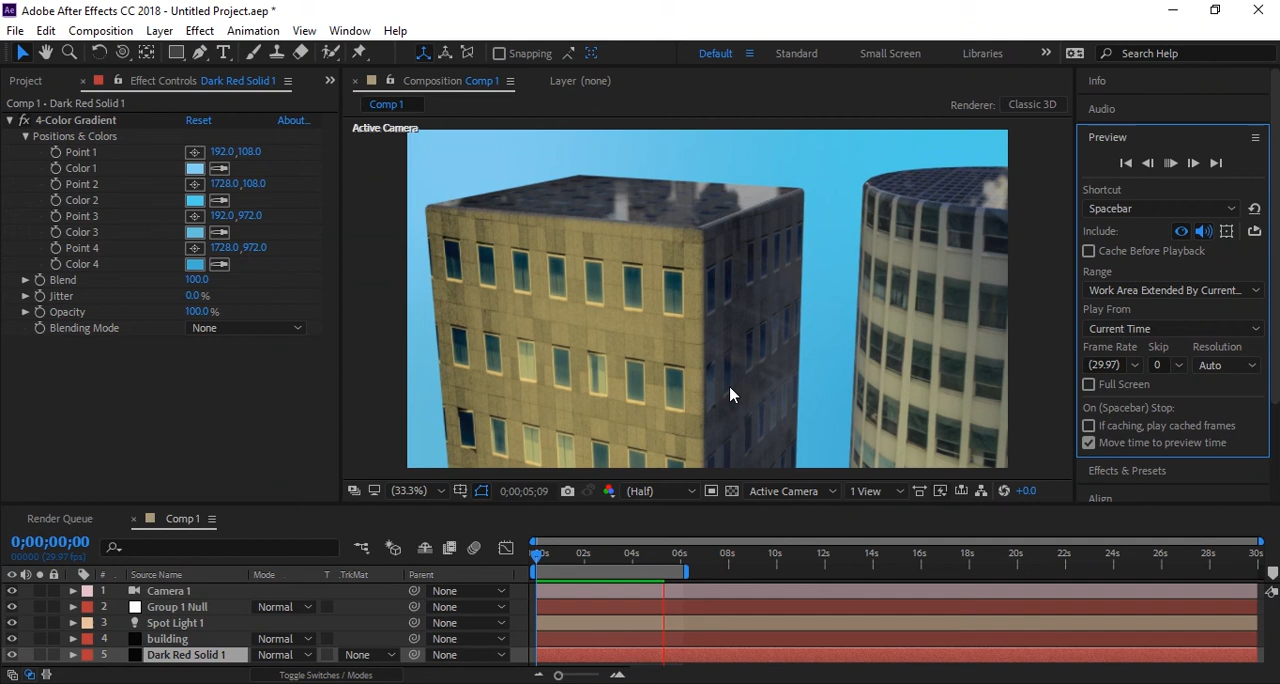 Ae Adobe After Effects CC 2018 - Untitled Project.aep *
File Edit Composition Layer Effect Animation View Window Help
Snapping Default Standard Small Screen Libraries Search Help
Project Effect Controls Dark Red Solid 1 Composition Comp 1 Layer (none) Info
Comp 1 • Dark Red Solid 1 Comp 1 Renderer: Classic 3D Audio
fx 4-Color Gradient Reset About...
Active Camera
Positions & Colors
Point 1 192.0,108.0
Color 1
Point 2 1728.0,108.0
Color 2
Point 3 192.0,972.0
Color 3
Point 4 1728.0,972.0
Color 4
Blend 100.0
Jitter 0.0 %
Opacity 100.0 %
Blending Mode None
Preview
Shortcut
Spacebar
Include:
Cache Before Playback
Range
Work Area Extended By Current...
Play From
Current Time
Frame Rate Skip Resolution
(29.97) 0 Auto
Full Screen
On (Spacebar) Stop:
If caching, play cached frames
Move time to preview time
Effects & Presets
Align
(33.3%) 0;00;05;09 (Half) Active Camera 1 View +0.0
Render Queue Comp 1
0;00;00;00
00000 (29.97 fps)
02s 04s 06s 08s 10s 12s 14s 16s 18s 20s 22s 24s 26s 28s 30s
# Source Name Mode T .TrkMat Parent
1 Camera 1 None
2 Group 1 Null Normal None
3 Spot Light 1 None
4 building Normal None
5 Dark Red Solid 1 Normal None None
Toggle Switches / Modes